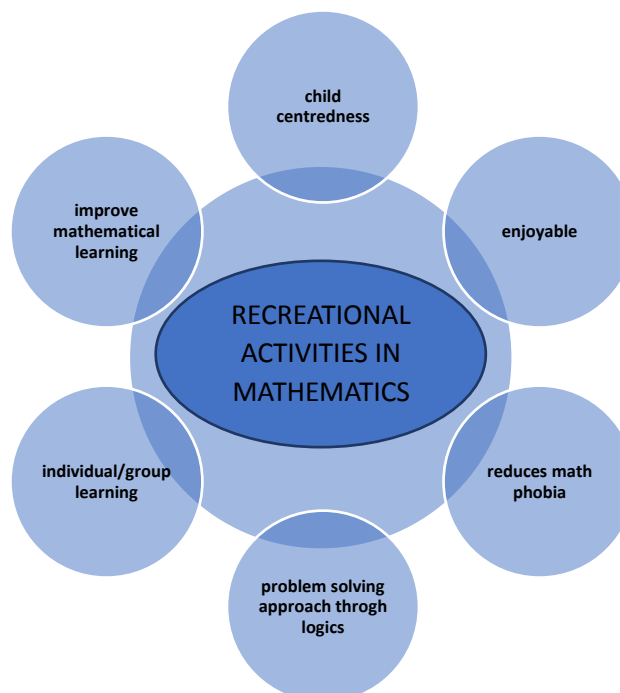 child
centredness
improve
mathematical
learning
enjoyable
RECREATIONAL
ACTIVITIES IN
MATHEMATICS
individual/group
learning
reduces math
phobia
problem solving
approach throgh
logics